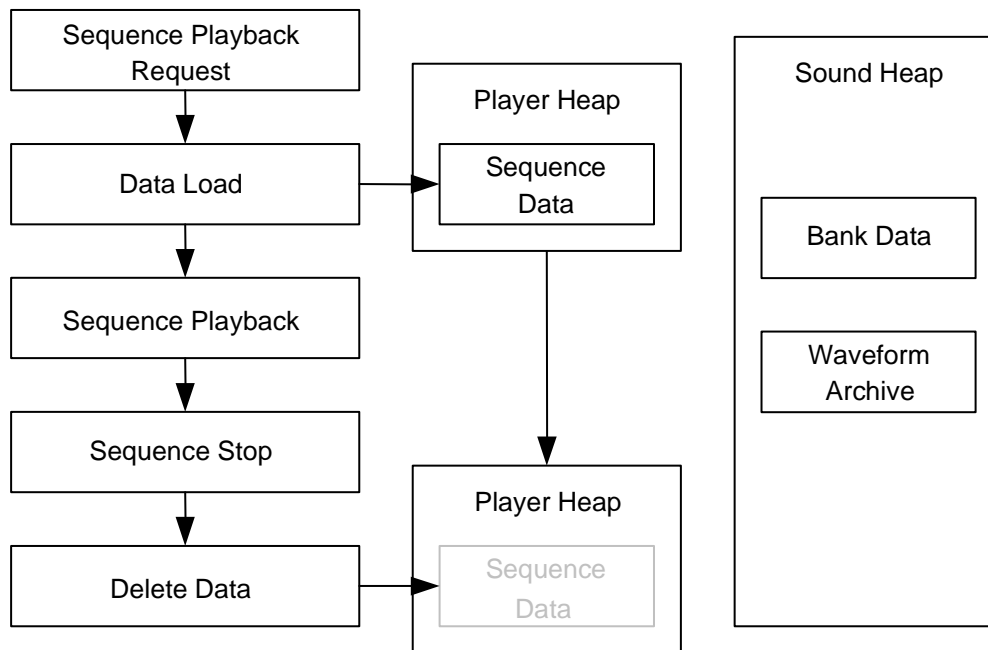 Sequence Playback
Request
Data Load
Sequence Playback
Sequence Stop
Delete Data
Player Heap
Sequence
Data
Player Heap
Sequence
Data
Sound Heap
Bank Data
Waveform
Archive